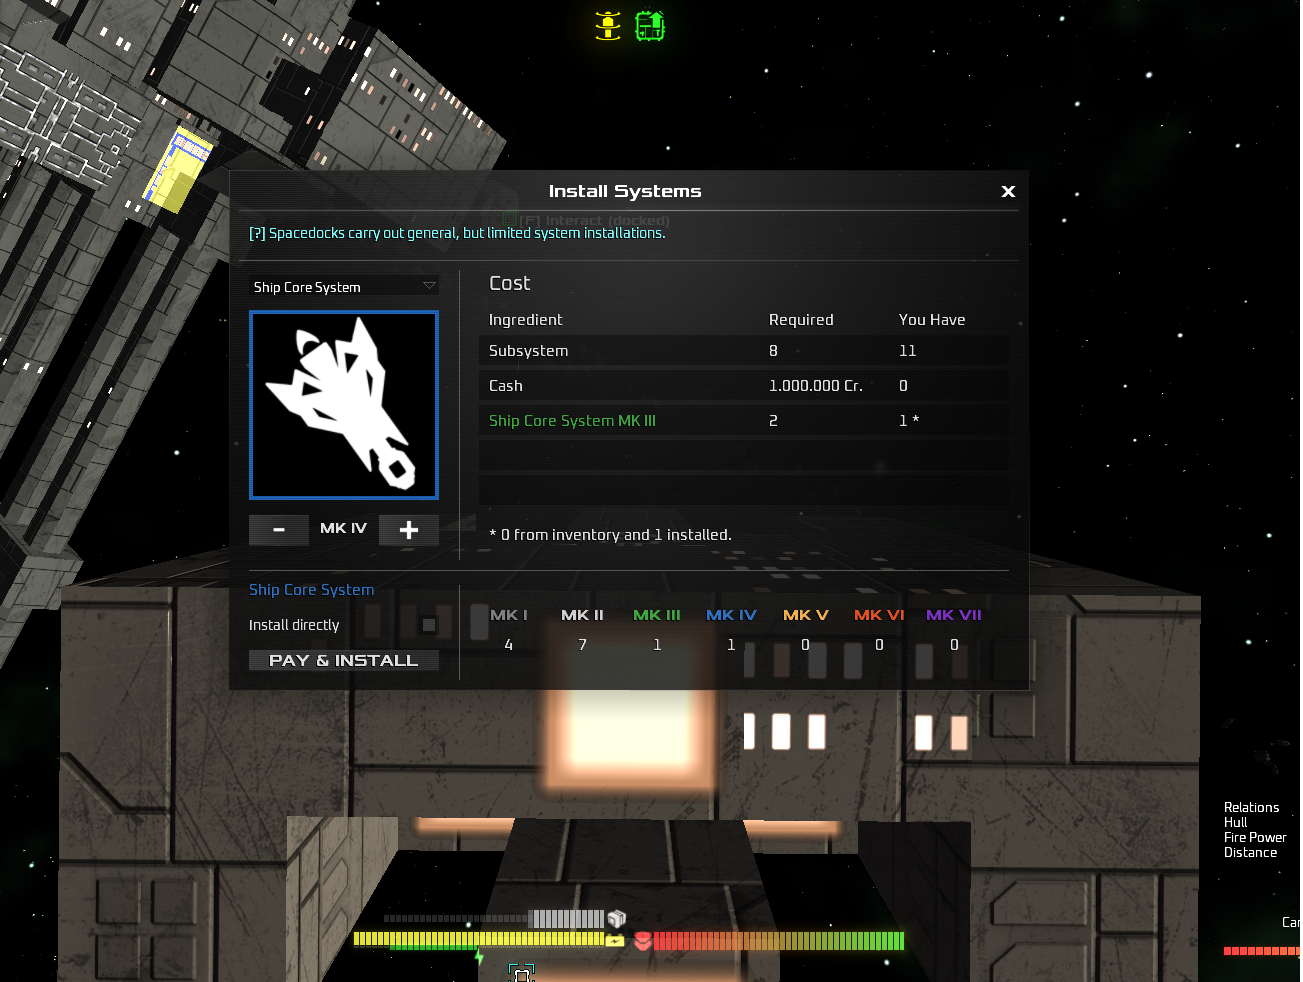 Install Systems
X
[F] Interact (docked)
[?] Spacedocks carry out general, but limited system installations.
Ship Core System
Cost
Ingredient Required You Have
Subsystem 8 11
Cash 1.000.000 Cr. 0
Ship Core System MK III 2 1 *
- MK IV +
* 0 from inventory and 1 installed.
Ship Core System
MK I MK II MK III MK IV MK V MK VI MK VII
Install directly
4 7 1 1 0 0 0
PAY & INSTALL
Relations
Hull
Fire Power
Distance